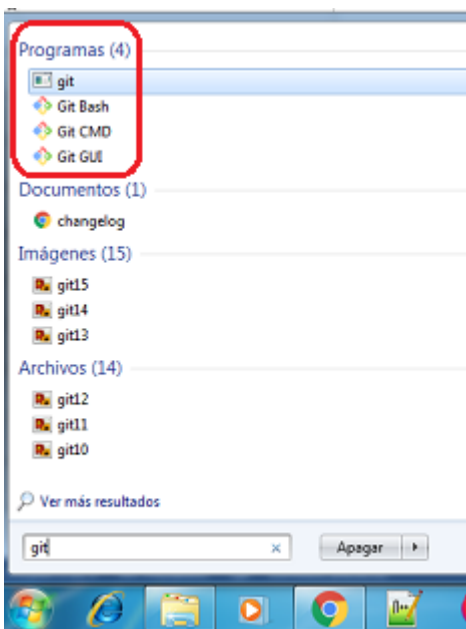 Programas (4)
git
Git Bash
Git CMD
Git GUI
Documentos (1)
changelog
Imágenes (15)
git15
git14
git13
Archivos (14)
git12
git11
git10
Ver más resultados
git
Apagar